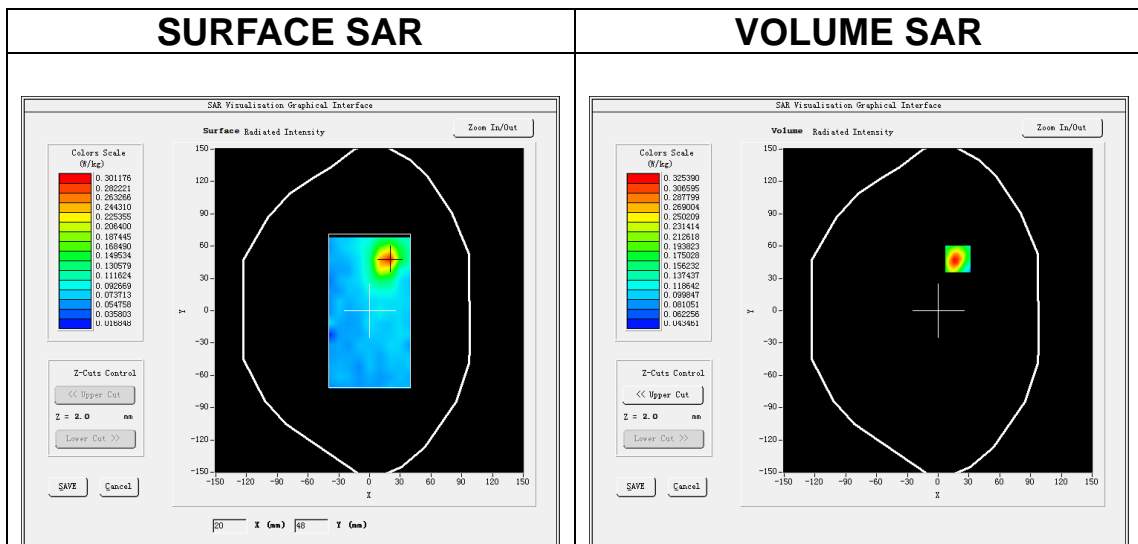 SURFACE SAR
SAR Visualisation Graphical Interface
Surface Radiated Intensity
Zoom In/Out
Colors Scale
(W/kg)
0.301176
0.282221
0.263266
0.244310
0.225355
0.206400
0.187445
0.168490
0.149534
0.130579
0.111624
0.092669
0.073713
0.054758
0.035803
0.016848
Z-Cuts Control
<< Upper Cut
Z = 2.0 mm
Lower Cut >>
SAVE Cancel
150
120
90
60
30
0
-30
-60
-90
-120
-150
Y
-150 -120 -90 -60 -30 0 30 60 90 120 150
X
20 X (mm) 48 Y (mm)
VOLUME SAR
SAR Visualisation Graphical Interface
Volume Radiated Intensity
Zoom In/Out
Colors Scale
(W/kg)
0.325390
0.306595
0.287799
0.269004
0.250209
0.231414
0.212618
0.193823
0.175028
0.156232
0.137437
0.118642
0.099847
0.081051
0.062256
0.043461
Z-Cuts Control
<< Upper Cut
Z = 2.0 mm
Lower Cut >>
SAVE Cancel
150
120
90
60
30
0
-30
-60
-90
-120
-150
Y
-150 -120 -90 -60 -30 0 30 60 90 120 150
X